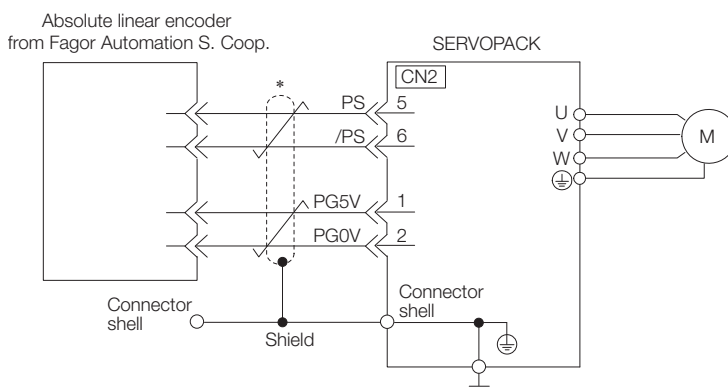 Absolute linear encoder
from Fagor Automation S. Coop.
SERVOPACK
CN2
*
PS 5
/PS 6
PG5V 1
PG0V 2
U
V
W
M
Connector
shell
Shield
Connector
shell